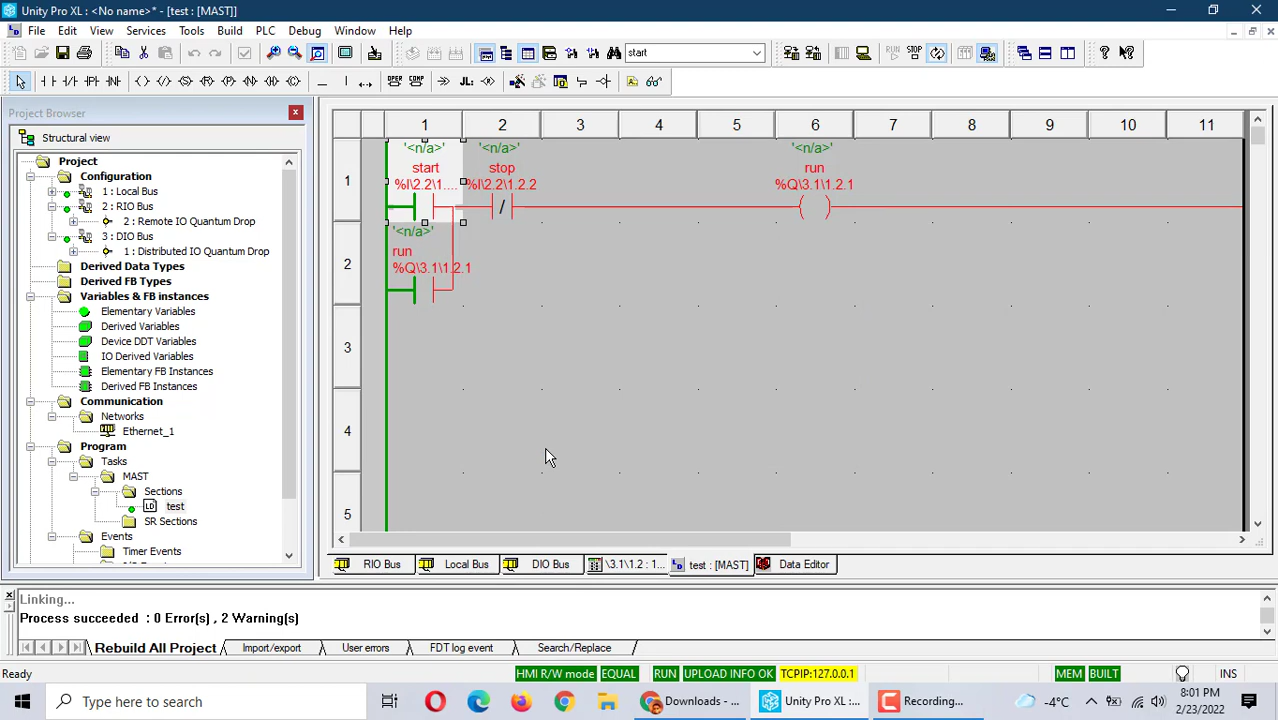 Unity Pro XL : <No name>* - [test : [MAST]]
File Edit View Services Tools Build PLC Debug Window Help
start
Project Browser
Structural view
Project
Configuration
1 : Local Bus
2 : RIO Bus
2 : Remote IO Quantum Drop
3 : DIO Bus
1 : Distributed IO Quantum Drop
Derived Data Types
Derived FB Types
Variables & FB instances
Elementary Variables
Derived Variables
Device DDT Variables
IO Derived Variables
Elementary FB Instances
Derived FB Instances
Communication
Networks
Ethernet_1
Program
Tasks
MAST
Sections
test
SR Sections
Events
Timer Events
1 2 3 4 5 6 7 8 9 10 11
1
'<n/a>' '<n/a>' '<n/a>'
start stop run
%I\2.2\1.... %I\2.2\1.2.2 %Q\3.1\1.2.1
2
'<n/a>'
run
%Q\3.1\1.2.1
3
4
5
RIO Bus Local Bus DIO Bus \3.1\1.2 : 1... test : [MAST] Data Editor
Linking...
Process succeeded : 0 Error(s) , 2 Warning(s)
Rebuild All Project Import/export User errors FDT log event Search/Replace
Ready HMI R/W mode EQUAL RUN UPLOAD INFO OK TCPIP:127.0.0.1 MEM BUILT INS
Type here to search Downloads - ... Unity Pro XL :... Recording... -4°C 8:01 PM
2/23/2022